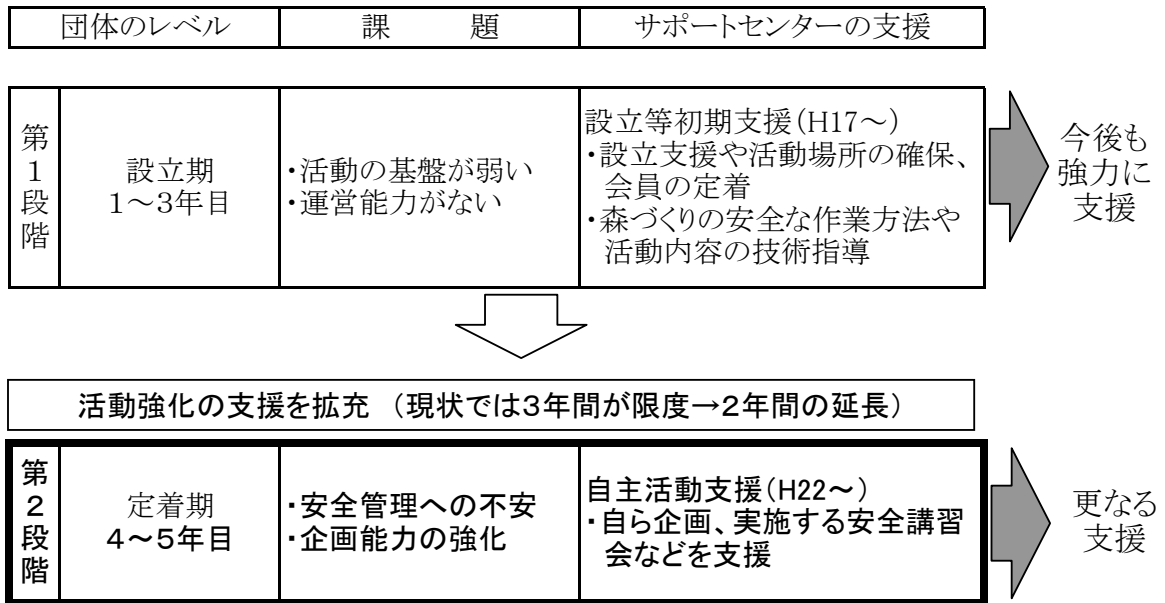 団体のレベル
課　　題
サポートセンターの支援
第1段階
設立期
1～3年目
・活動の基盤が弱い
・運営能力がない
設立等初期支援(H17～)
・設立支援や活動場所の確保、
会員の定着
・森づくりの安全な作業方法や
活動内容の技術指導
今後も
強力に
支援
活動強化の支援を拡充　(現状では3年間が限度→2年間の延長)
第2段階
定着期
4～5年目
・安全管理への不安
・企画能力の強化
自主活動支援(H22～)
・自ら企画、実施する安全講習
会などを支援
更なる
支援